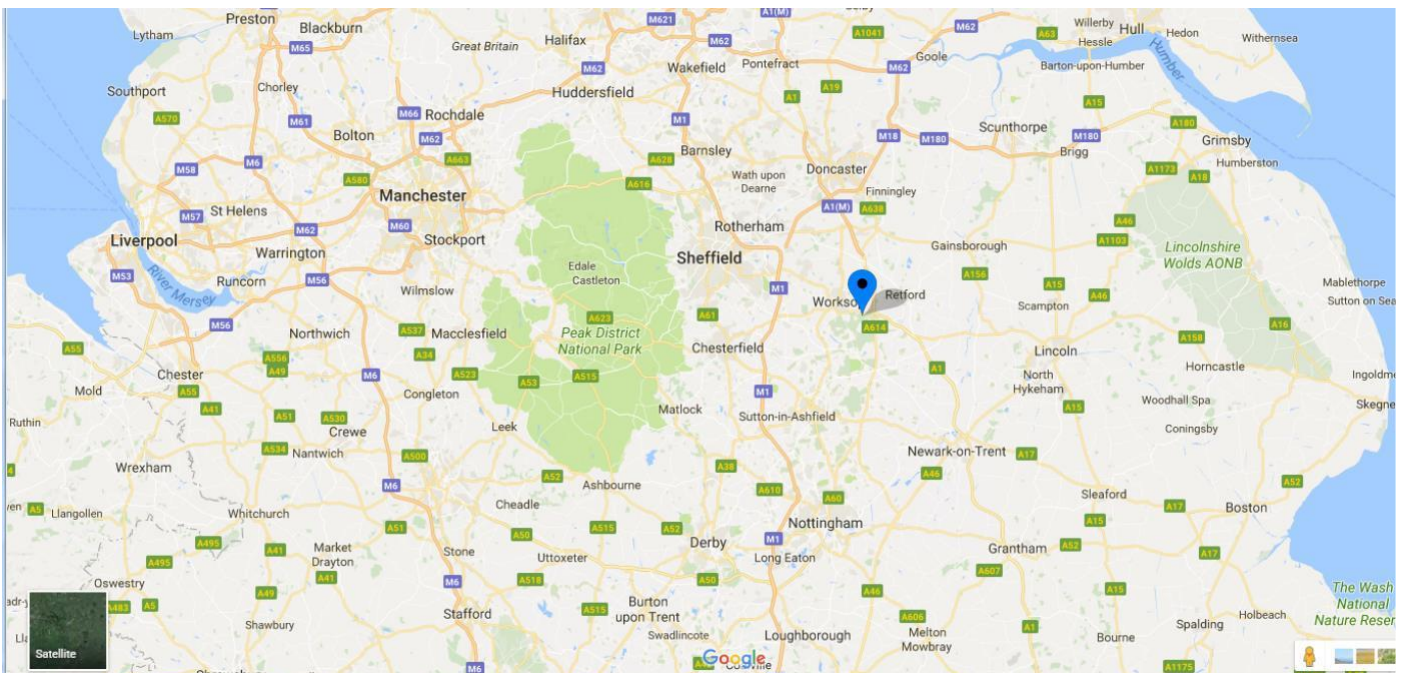 Preston
Blackburn
M621
A1(M)
M62
Willerby
Hull
Hedon
Lytham
M65
Great Britain
Halifax
M62
A1041
A63
Hessle
Withernsea
Wakefield
Pontefract
M62
Goole
Barton-upon-Humber
Humber
M62
Southport
Chorley
Huddersfield
A1
A19
A15
A570
M61
M66
Rochdale
M1
Scunthorpe
A180
Bolton
M62
M18
M180
M180
Grimsby
M58
M6
A663
A628
Barnsley
Brigg
Humberston
A580
A616
Wath upon
Dearne
Doncaster
A1173
A18
Manchester
Finningley
M57
St Helens
M62
M60
A1(M)
A638
A46
Liverpool
Warrington
Stockport
Rotherham
Gainsborough
A1103
Lincolnshire
Wolds AONB
M53
River Mersey
Runcorn
M56
Edale
Castleton
Sheffield
A156
A15
Mablethorpe
Wilmslow
M1
Retford
A46
Scampton
Sutton on Sea
M56
Northwich
A537
Macclesfield
A623
A61
A614
A16
A55
A556
A49
A34
Peak District
National Park
Chesterfield
Lincoln
A158
Chester
M6
A523
A53
A515
A1
North
Hykeham
Horncastle
Mold
A55
Congleton
M1
Woodhall Spa
Ruthin
A41
A51
A530
Crewe
Leek
Matlock
Sutton-in-Ashfield
A15
Coningsby
A534
Nantwich
A500
Newark-on-Trent
A17
Wrexham
M6
A52
Ashbourne
A38
A46
A52
A610
A60
Sleaford
A5
Llangollen
Whitchurch
Cheadle
Nottingham
A15
A17
Boston
A51
A50
A515
A52
A495
A41
Market
Drayton
Stone
Derby
M1
Long Eaton
Grantham
A52
A17
A495
Uttoxeter
A607
Oswestry
A41
M6
A518
A50
A483
A5
A49
A46
A15
The Wash
National
Stafford
A515
Burton
upon Trent
A606
Holbeach
Shawbury
Swadlincote
Loughborough
Melton
Mowbray
A1
Bourne
Spalding
Satellite
Google
M6
A1175